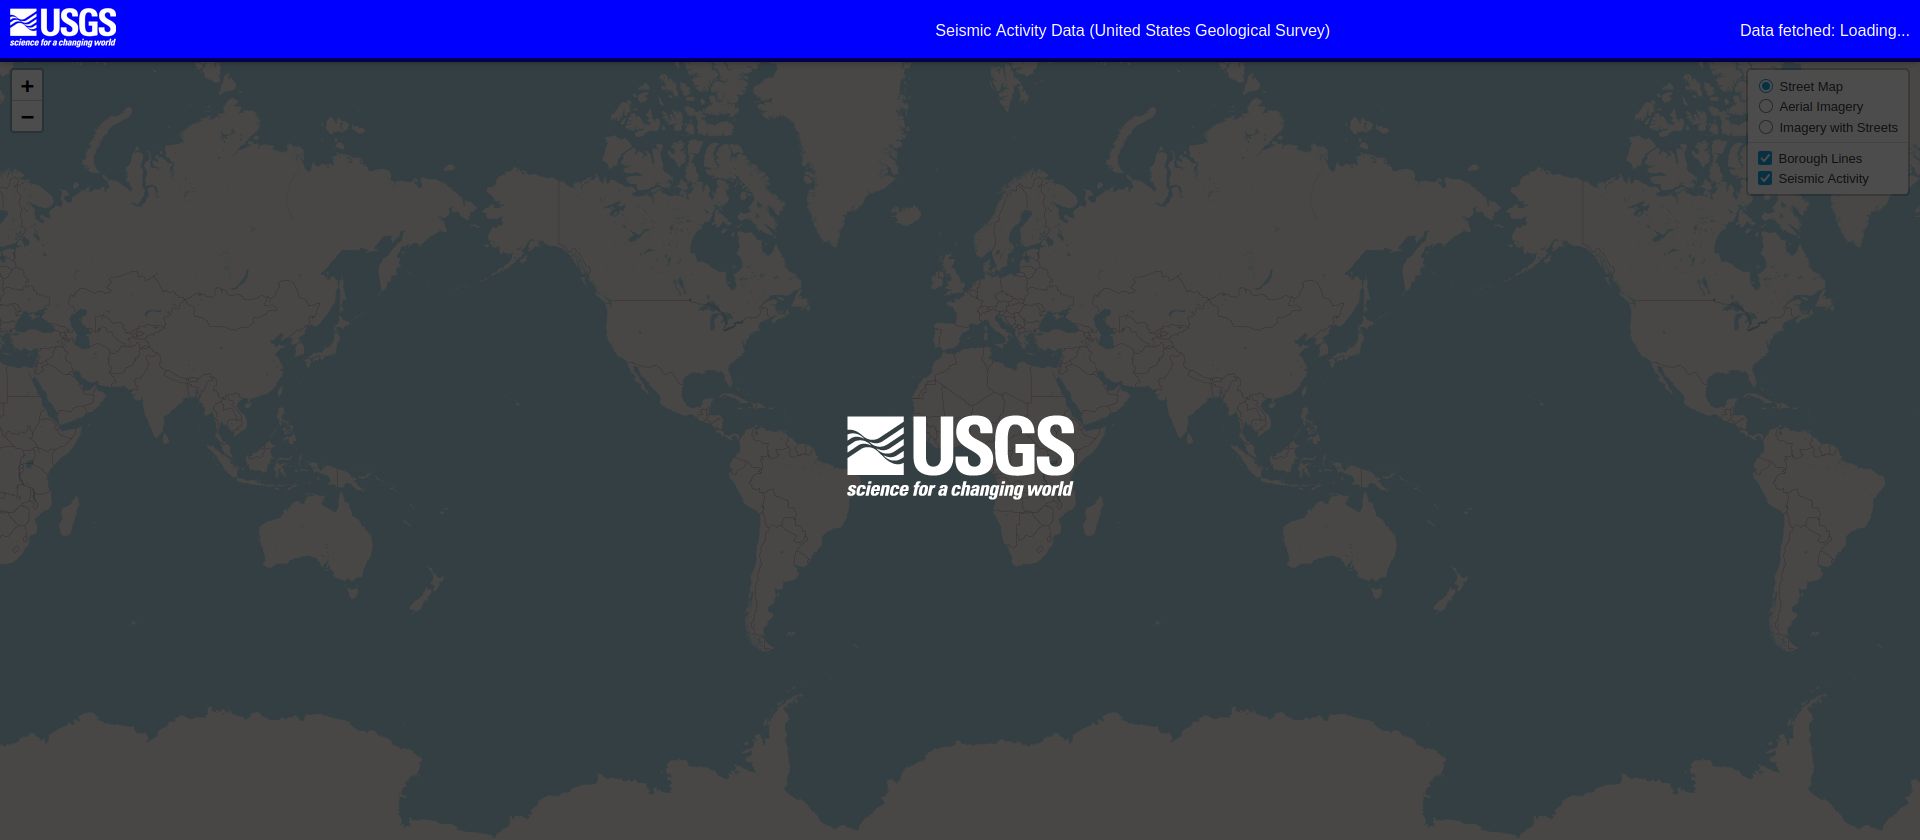 USGS
science for a changing world
Seismic Activity Data (United States Geological Survey)
Data fetched: Loading...
+
−
Street Map
Aerial Imagery
Imagery with Streets
Borough Lines
Seismic Activity
USGS
science for a changing world